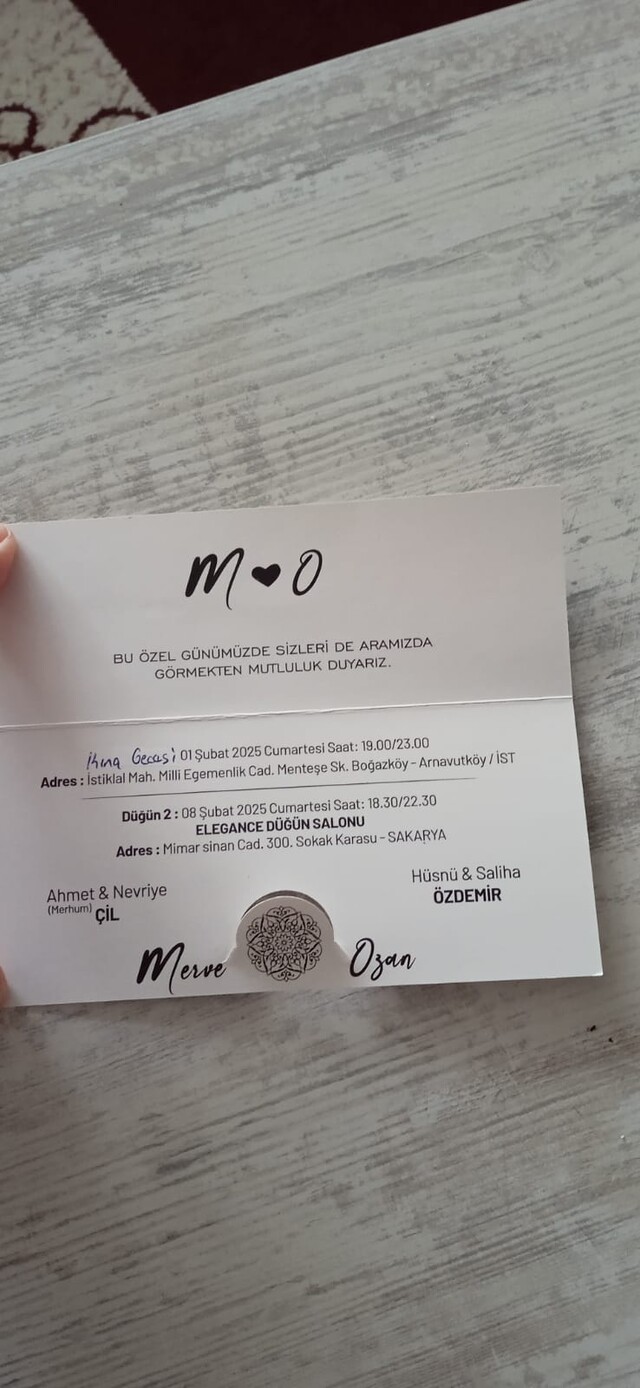 M ♥ O
BU ÖZEL GÜNÜMÜZDE SİZLERİ DE ARAMIZDA
GÖRMEKTEN MUTLULUK DUYARIZ.
Kına Gecesi 01 Şubat 2025 Cumartesi Saat: 19.00/23.00
Adres : İstiklal Mah. Milli Egemenlik Cad. Menteşe Sk. Boğazköy - Arnavutköy / İST
Düğün 2 : 08 Şubat 2025 Cumartesi Saat: 18.30/22.30
ELEGANCE DÜĞÜN SALONU
Adres : Mimar sinan Cad. 300. Sokak Karasu - SAKARYA
Ahmet & Nevriye
(Merhum) ÇİL
Hüsnü & Saliha
ÖZDEMİR
Merve Ozan